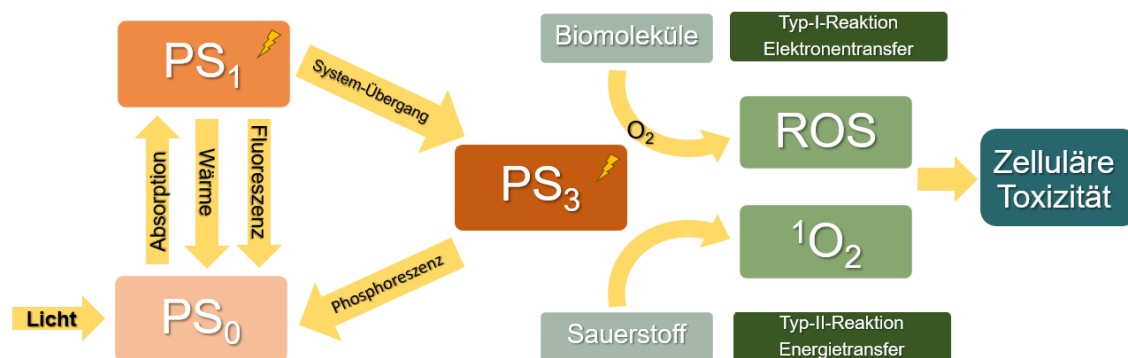 Biomoleküle
Typ-I-Reaktion
Elektronentransfer
PS₁
System-Übergang
Absorption
Wärme
Fluoreszenz
O₂
ROS
PS₃
Zelluläre
Toxizität
¹O₂
Phosphoreszenz
Licht
PS₀
Sauerstoff
Typ-II-Reaktion
Energietransfer